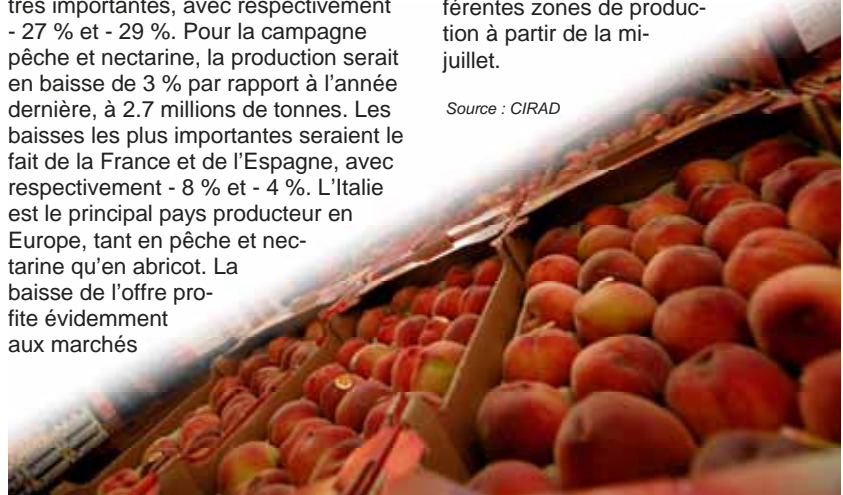 très importantes, avec respectivement
- 27 % et - 29 %. Pour la campagne
pêche et nectarine, la production serait
en baisse de 3 % par rapport à l’année
dernière, à 2.7 millions de tonnes. Les
baisses les plus importantes seraient le
fait de la France et de l’Espagne, avec
respectivement - 8 % et - 4 %. L’Italie
est le principal pays producteur en
Europe, tant en pêche et nec-
tarine qu’en abricot. La
baisse de l’offre pro-
fite évidemment
aux marchés
férentes zones de produc-
tion à partir de la mi-
juillet.
Source : CIRAD